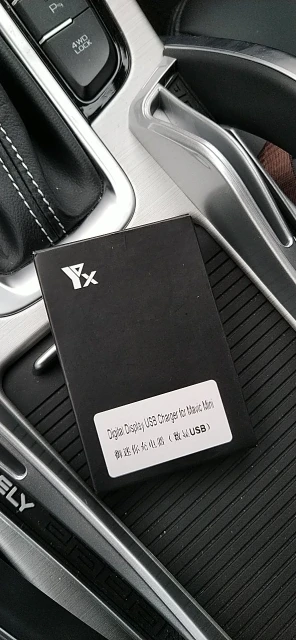 P
4WD
LOCK
Yx
Digital Display USB Charger for Mavic Mini
御迷你充电器（数显USB）
ELY